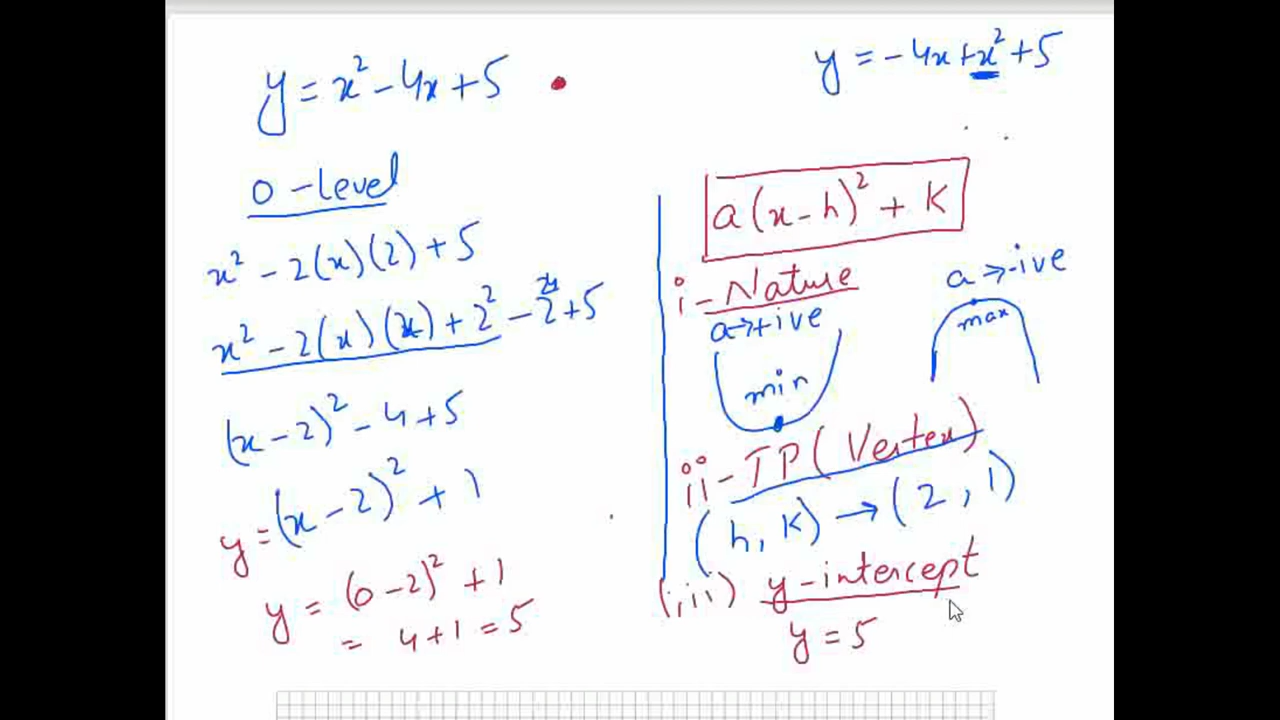 y = x² - 4x + 5
y = - 4x + x² + 5
O - Level
x² - 2(x)(2) + 5
x² - 2(x)(2) + 2² - 2² + 5
(x - 2)² - 4 + 5
y = (x - 2)² + 1
y = (0 - 2)² + 1
= 4 + 1 = 5
a(x - h)² + K
i - Nature
a → +ive
min
a → -ive
max
ii - TP (Vertex)
(h, K) → (2, 1)
(iii) y - intercept
y = 5